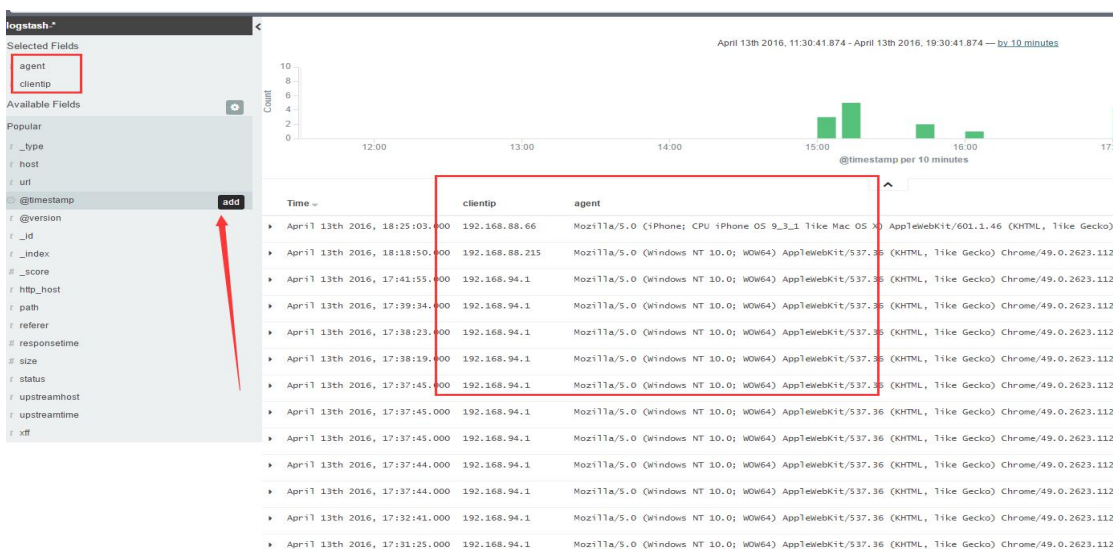 logstash-*
Selected Fields
agent
clientip
Available Fields
Popular
t _type
t host
t url
@timestamp add
t @version
t _id
t _index
# _score
t http_host
t path
t referer
# responsetime
# size
t status
t upstreamhost
t upstreamtime
t xff
April 13th 2016, 11:30:41.874 - April 13th 2016, 19:30:41.874 — by 10 minutes
Count
10
8
6
4
2
0
12:00 13:00 14:00 15:00 16:00 17:
@timestamp per 10 minutes
Time clientip agent
April 13th 2016, 18:25:03.000 192.168.88.66 Mozilla/5.0 (iPhone; CPU iPhone OS 9_3_1 like Mac OS X) AppleWebKit/601.1.46 (KHTML, like Gecko)
April 13th 2016, 18:18:50.000 192.168.88.215 Mozilla/5.0 (Windows NT 10.0; WOW64) AppleWebKit/537.36 (KHTML, like Gecko) Chrome/49.0.2623.112
April 13th 2016, 17:41:55.000 192.168.94.1 Mozilla/5.0 (Windows NT 10.0; WOW64) AppleWebKit/537.36 (KHTML, like Gecko) Chrome/49.0.2623.112
April 13th 2016, 17:39:34.000 192.168.94.1 Mozilla/5.0 (Windows NT 10.0; WOW64) AppleWebKit/537.36 (KHTML, like Gecko) Chrome/49.0.2623.112
April 13th 2016, 17:38:23.000 192.168.94.1 Mozilla/5.0 (Windows NT 10.0; WOW64) AppleWebKit/537.36 (KHTML, like Gecko) Chrome/49.0.2623.112
April 13th 2016, 17:38:19.000 192.168.94.1 Mozilla/5.0 (Windows NT 10.0; WOW64) AppleWebKit/537.36 (KHTML, like Gecko) Chrome/49.0.2623.112
April 13th 2016, 17:37:45.000 192.168.94.1 Mozilla/5.0 (Windows NT 10.0; WOW64) AppleWebKit/537.36 (KHTML, like Gecko) Chrome/49.0.2623.112
April 13th 2016, 17:37:45.000 192.168.94.1 Mozilla/5.0 (Windows NT 10.0; WOW64) AppleWebKit/537.36 (KHTML, like Gecko) Chrome/49.0.2623.112
April 13th 2016, 17:37:45.000 192.168.94.1 Mozilla/5.0 (Windows NT 10.0; WOW64) AppleWebKit/537.36 (KHTML, like Gecko) Chrome/49.0.2623.112
April 13th 2016, 17:37:44.000 192.168.94.1 Mozilla/5.0 (Windows NT 10.0; WOW64) AppleWebKit/537.36 (KHTML, like Gecko) Chrome/49.0.2623.112
April 13th 2016, 17:37:44.000 192.168.94.1 Mozilla/5.0 (Windows NT 10.0; WOW64) AppleWebKit/537.36 (KHTML, like Gecko) Chrome/49.0.2623.112
April 13th 2016, 17:32:41.000 192.168.94.1 Mozilla/5.0 (Windows NT 10.0; WOW64) AppleWebKit/537.36 (KHTML, like Gecko) Chrome/49.0.2623.112
April 13th 2016, 17:31:25.000 192.168.94.1 Mozilla/5.0 (Windows NT 10.0; WOW64) AppleWebKit/537.36 (KHTML, like Gecko) Chrome/49.0.2623.112